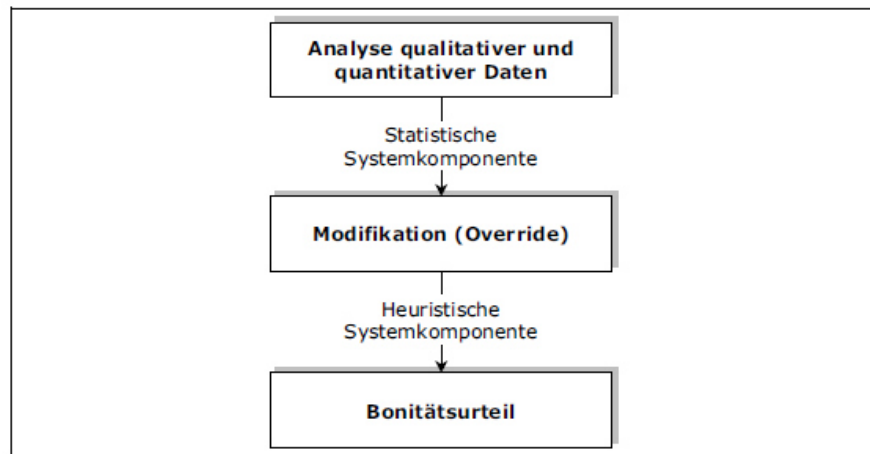 Analyse qualitativer und
quantitativer Daten
Statistische
Systemkomponente
Modifikation (Override)
Heuristische
Systemkomponente
Bonitätsurteil